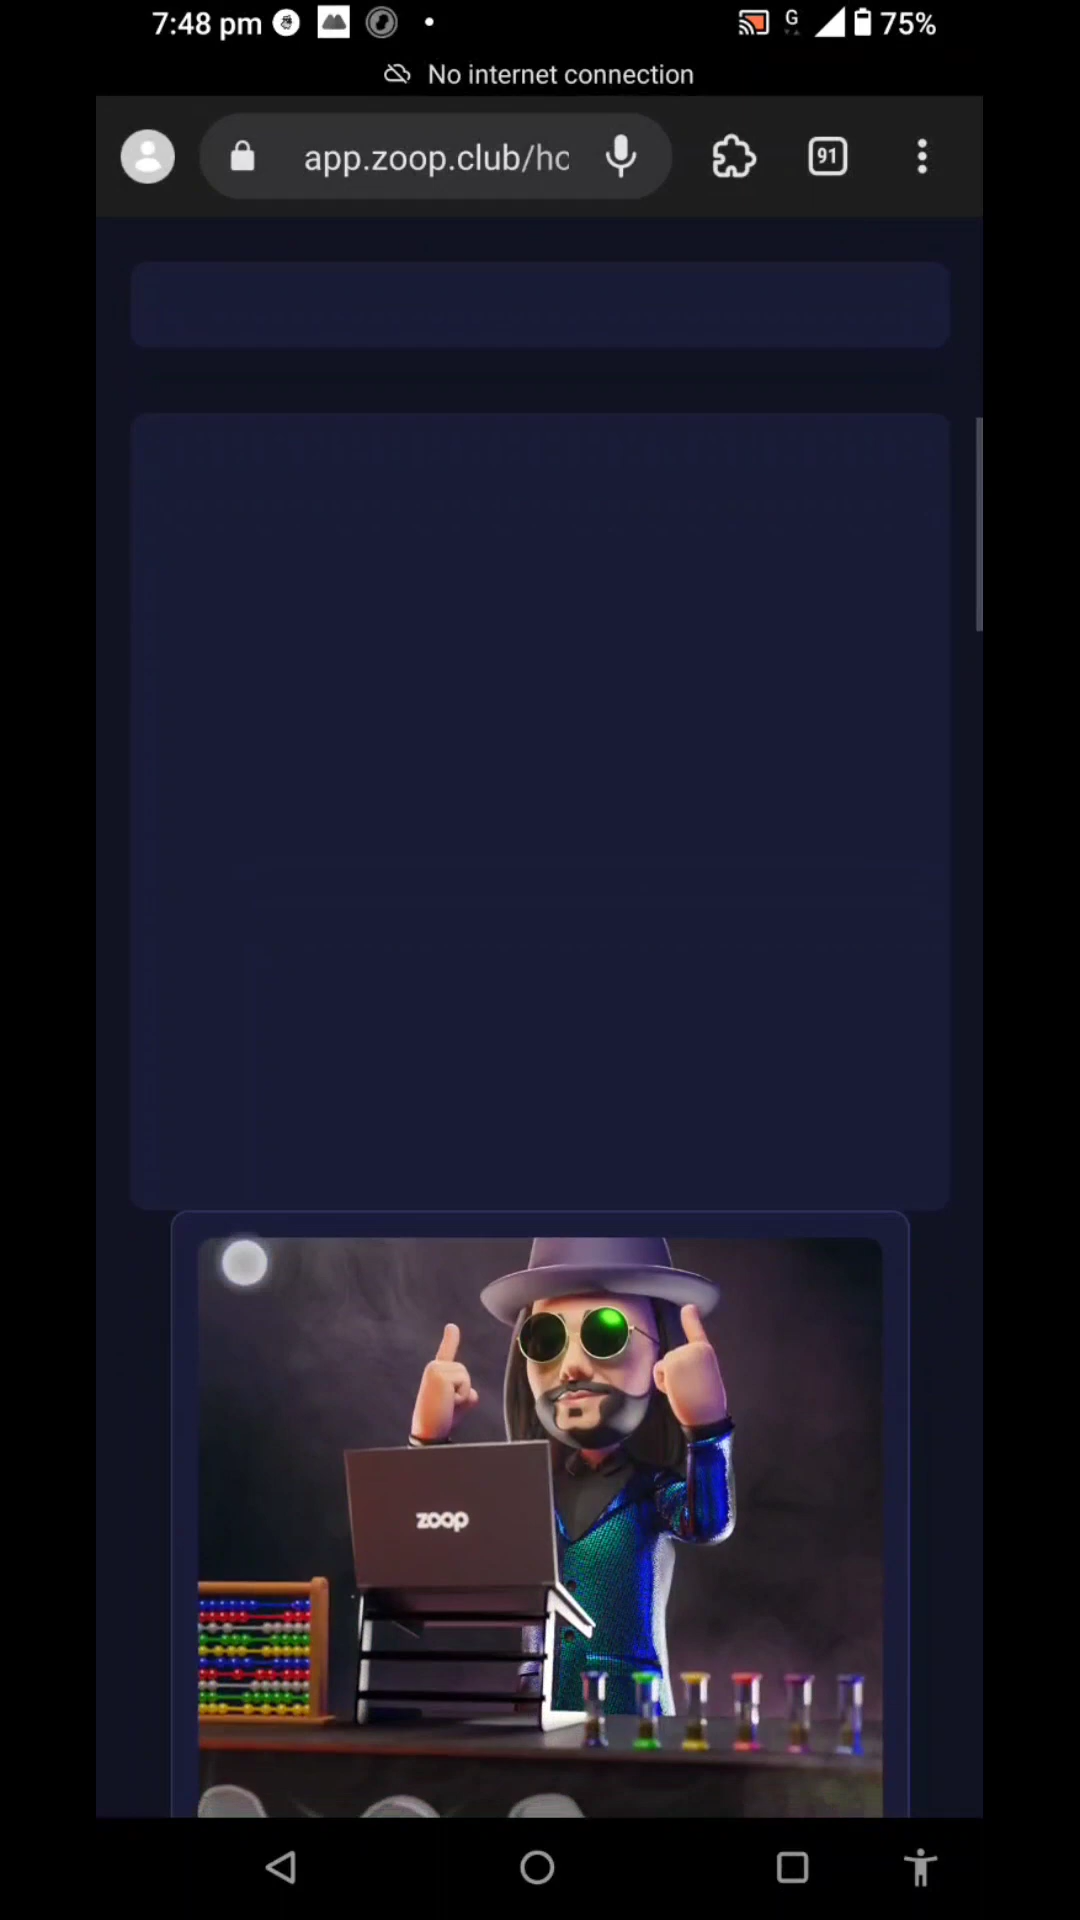 7:48 pm
G
75%
No internet connection
app.zoop.club/hc
91
zoop